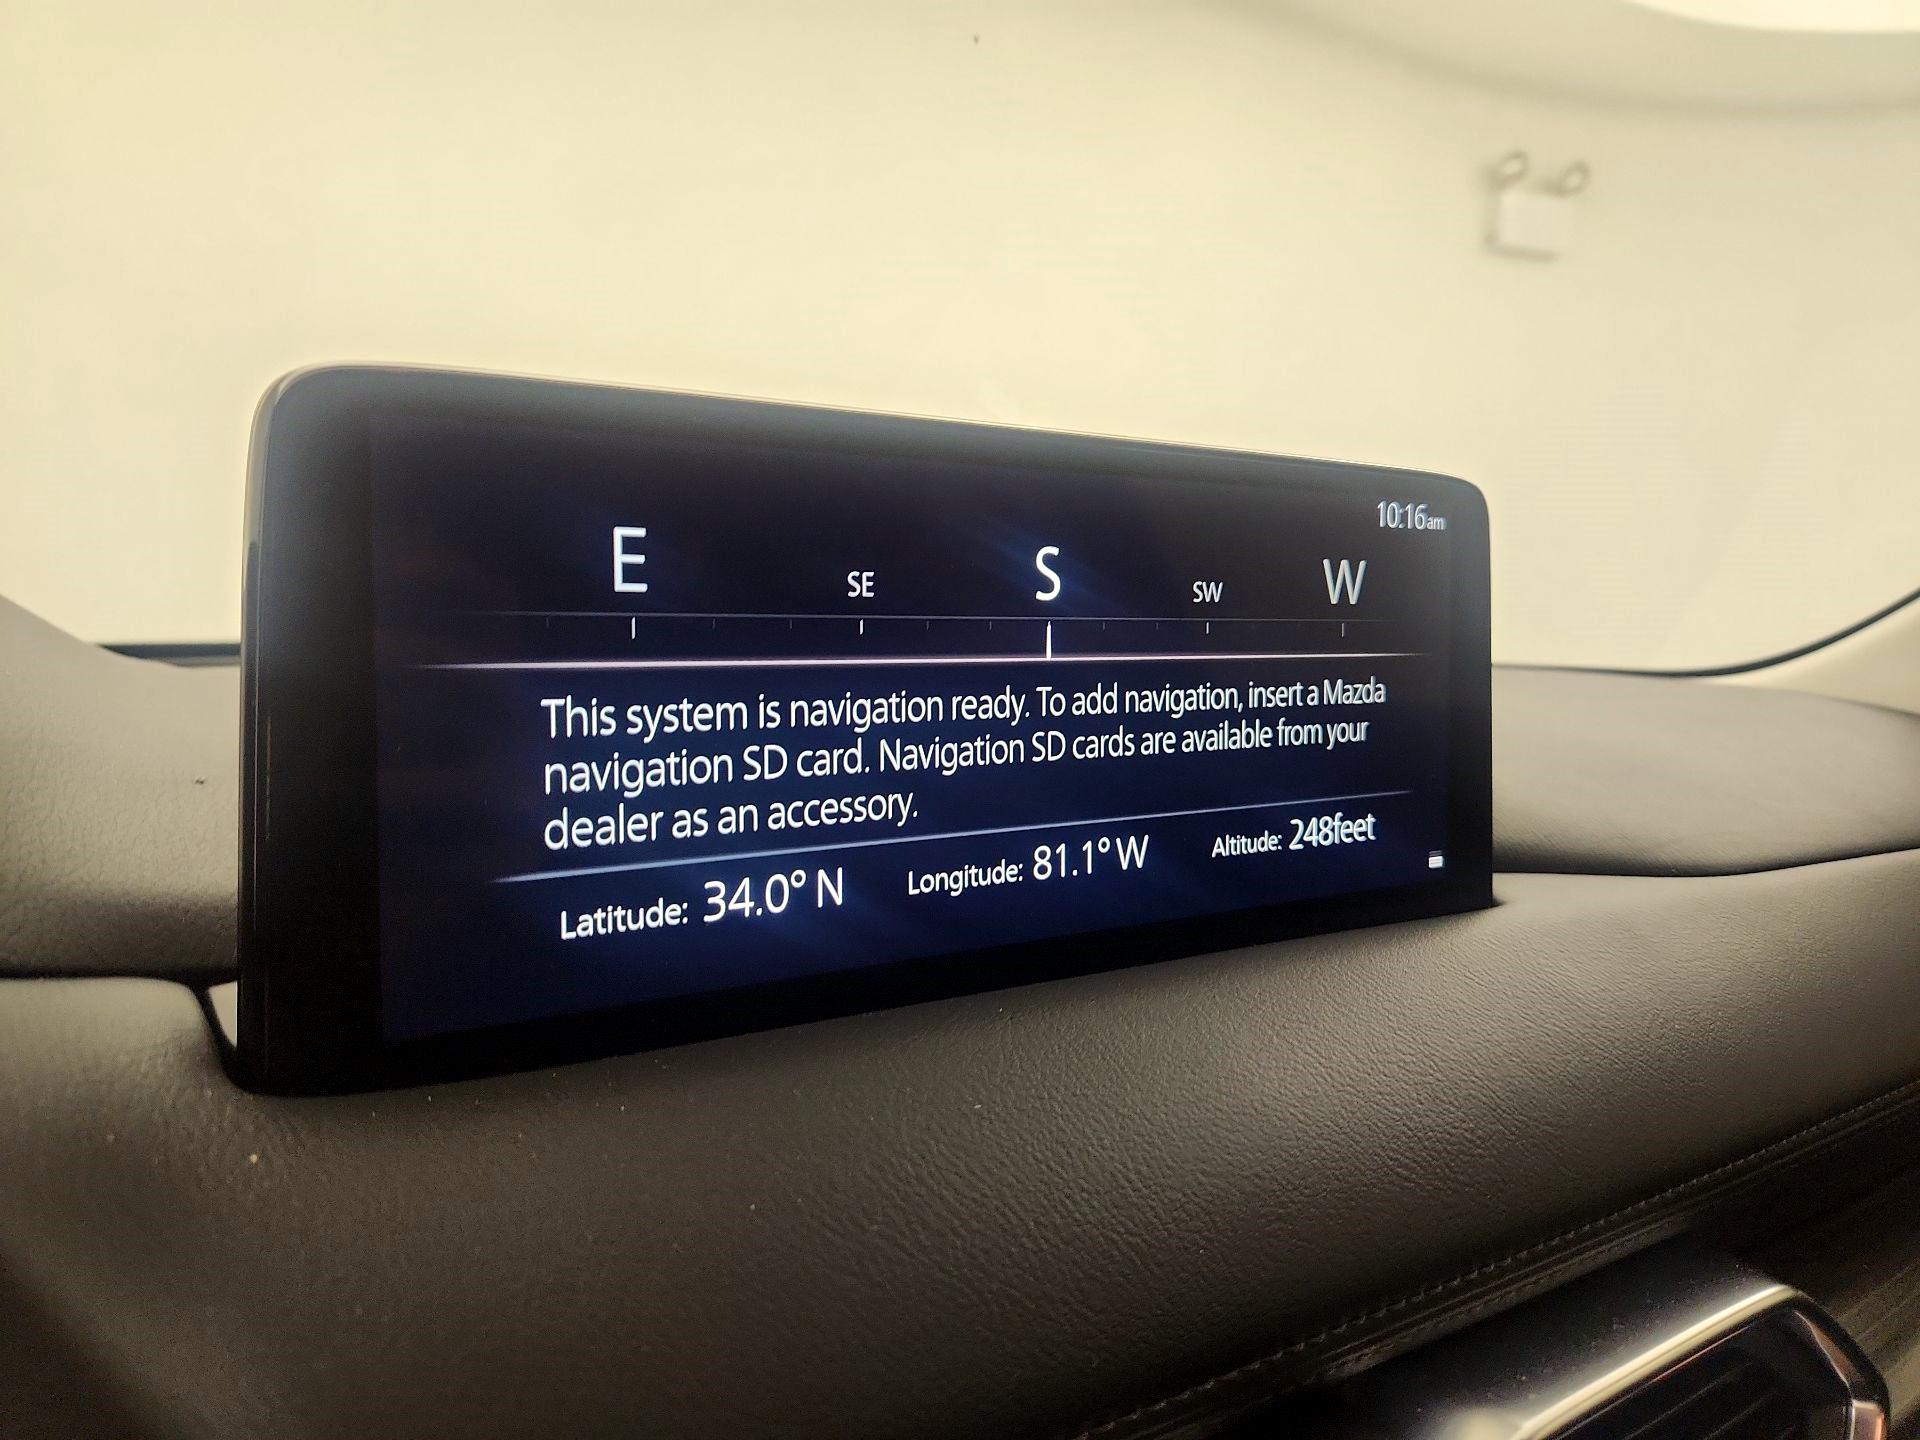 10:16am
E SE S SW W
This system is navigation ready. To add navigation, insert a Mazda
navigation SD card. Navigation SD cards are available from your
dealer as an accessory.
Latitude: 34.0° N Longitude: 81.1° W Altitude: 248feet